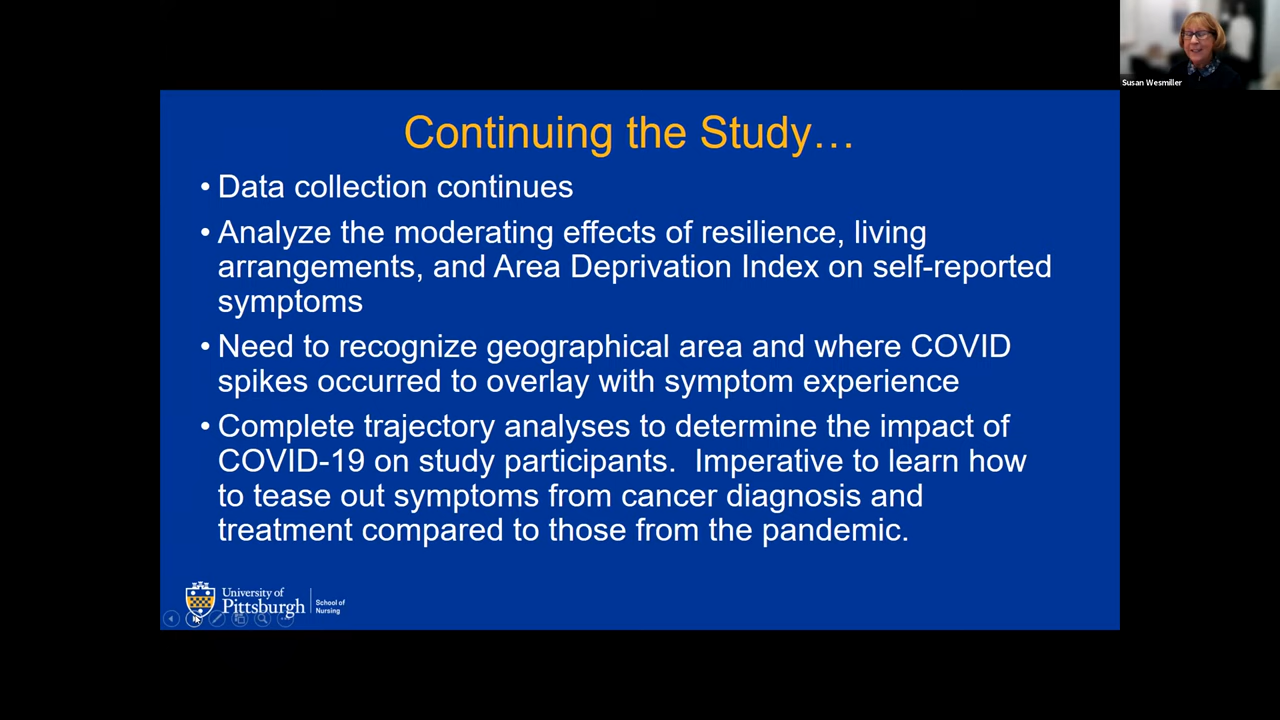 Susan Wesmiller
Continuing the Study…
• Data collection continues
• Analyze the moderating effects of resilience, living
arrangements, and Area Deprivation Index on self-reported
symptoms
• Need to recognize geographical area and where COVID
spikes occurred to overlay with symptom experience
• Complete trajectory analyses to determine the impact of
COVID-19 on study participants.  Imperative to learn how
to tease out symptoms from cancer diagnosis and
treatment compared to those from the pandemic.
University of
Pittsburgh
School of
Nursing